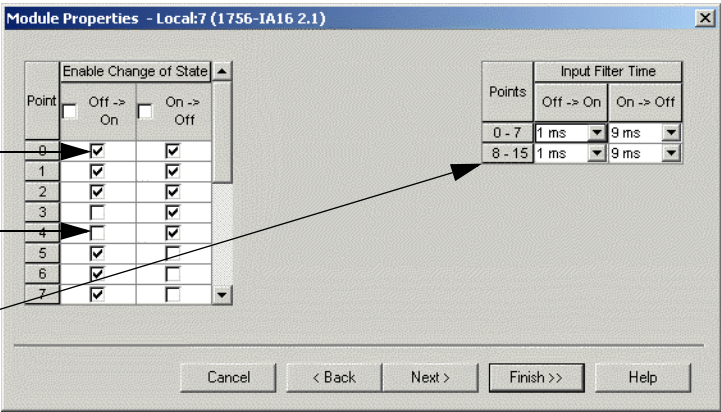 Module Properties - Local:7 (1756-IA16 2.1)
Enable Change of State
Point
Off -> On
On -> Off
0
1
2
3
4
5
6
7
Points
Input Filter Time
Off -> On
On -> Off
0 - 7
1 ms
9 ms
8 - 15
1 ms
9 ms
Cancel
< Back
Next >
Finish >>
Help